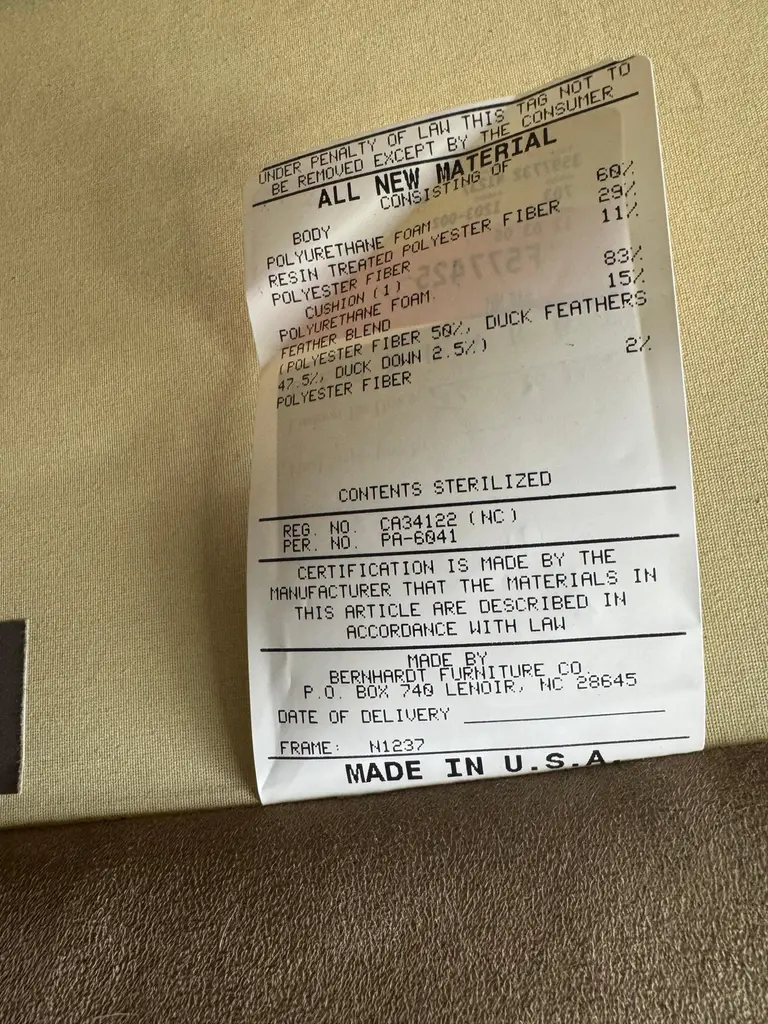 UNDER PENALTY OF LAW THIS TAG NOT TO
BE REMOVED EXCEPT BY THE CONSUMER
ALL NEW MATERIAL
CONSISTING OF
BODY
POLYURETHANE FOAM 60%
RESIN TREATED POLYESTER FIBER 29%
POLYESTER FIBER 11%
CUSHION (1)
POLYURETHANE FOAM 83%
FEATHER BLEND 15%
(POLYESTER FIBER 50%, DUCK FEATHERS
47.5%, DUCK DOWN 2.5%)
POLYESTER FIBER 2%
CONTENTS STERILIZED
REG. NO. CA34122 (NC)
PER. NO. PA-6041
CERTIFICATION IS MADE BY THE
MANUFACTURER THAT THE MATERIALS IN
THIS ARTICLE ARE DESCRIBED IN
ACCORDANCE WITH LAW
MADE BY
BERNHARDT FURNITURE CO.
P.O. BOX 740 LENOIR, NC 28645
DATE OF DELIVERY
FRAME: N1237
MADE IN U.S.A.